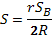 S = rS_B / 2R